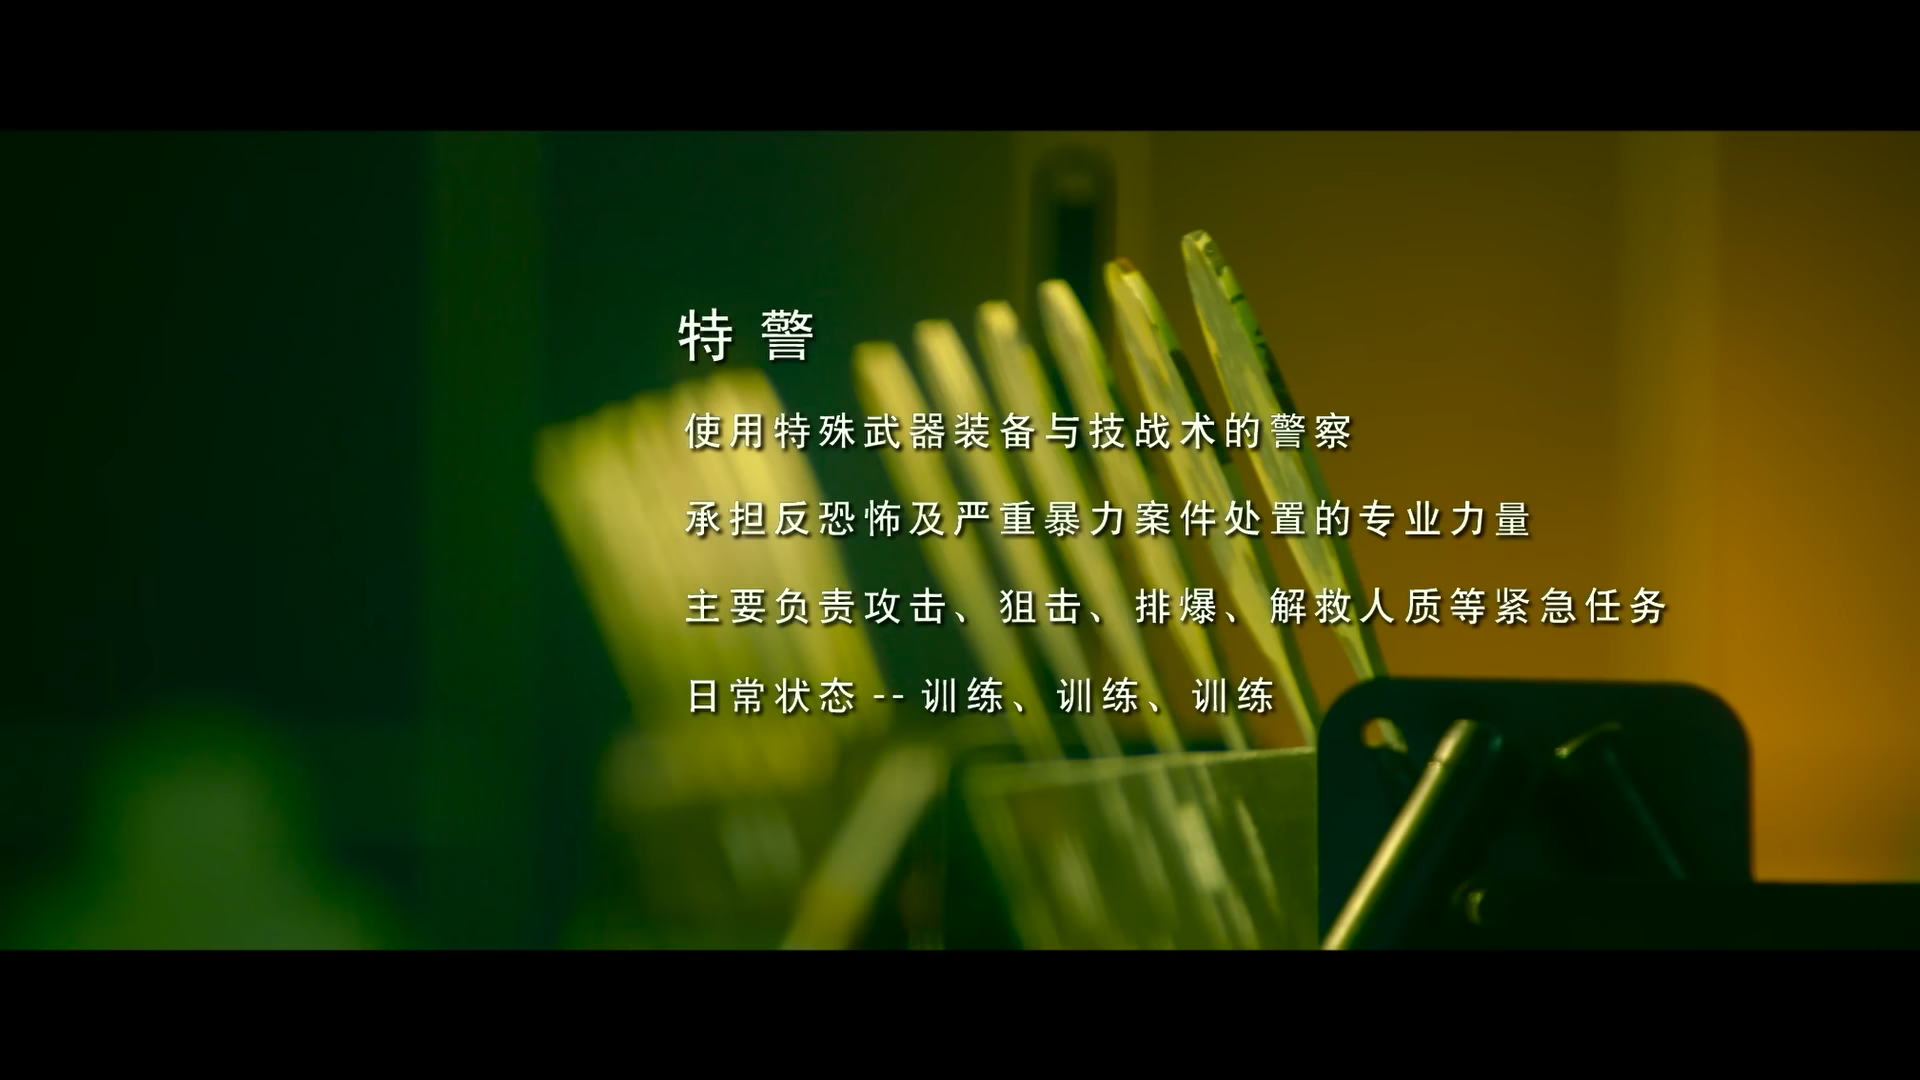 特警
使用特殊武器装备与技战术的警察
承担反恐怖及严重暴力案件处置的专业力量
主要负责攻击、狙击、排爆、解救人质等紧急任务
日常状态 -- 训练、训练、训练